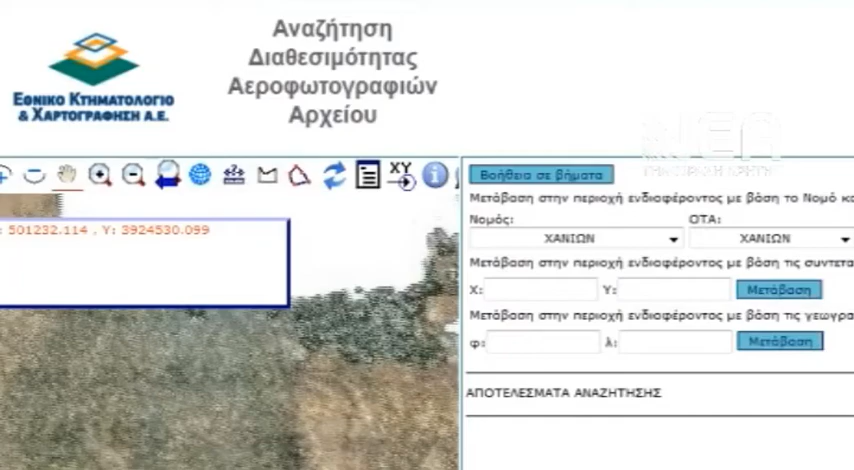 Αναζήτηση
Διαθεσιμότητας
Αεροφωτογραφιών
Αρχείου
ΕΘΝΙΚΟ ΚΤΗΜΑΤΟΛΟΓΙΟ
& ΧΑΡΤΟΓΡΑΦΗΣΗ Α.Ε.
XY
: 501232.114 , Y: 3924530.099
Βοήθεια σε βήματα
Μετάβαση στην περιοχή ενδιαφέροντος με βάση το Νομό κα
Νομός: ΟΤΑ:
ΧΑΝΙΩΝ ΧΑΝΙΩΝ
Μετάβαση στην περιοχή ενδιαφέροντος με βάση τις συντετα
X: Y: Μετάβαση
Μετάβαση στην περιοχή ενδιαφέροντος με βάση τις γεωγρα
φ: λ: Μετάβαση
ΑΠΟΤΕΛΕΣΜΑΤΑ ΑΝΑΖΗΤΗΣΗΣ